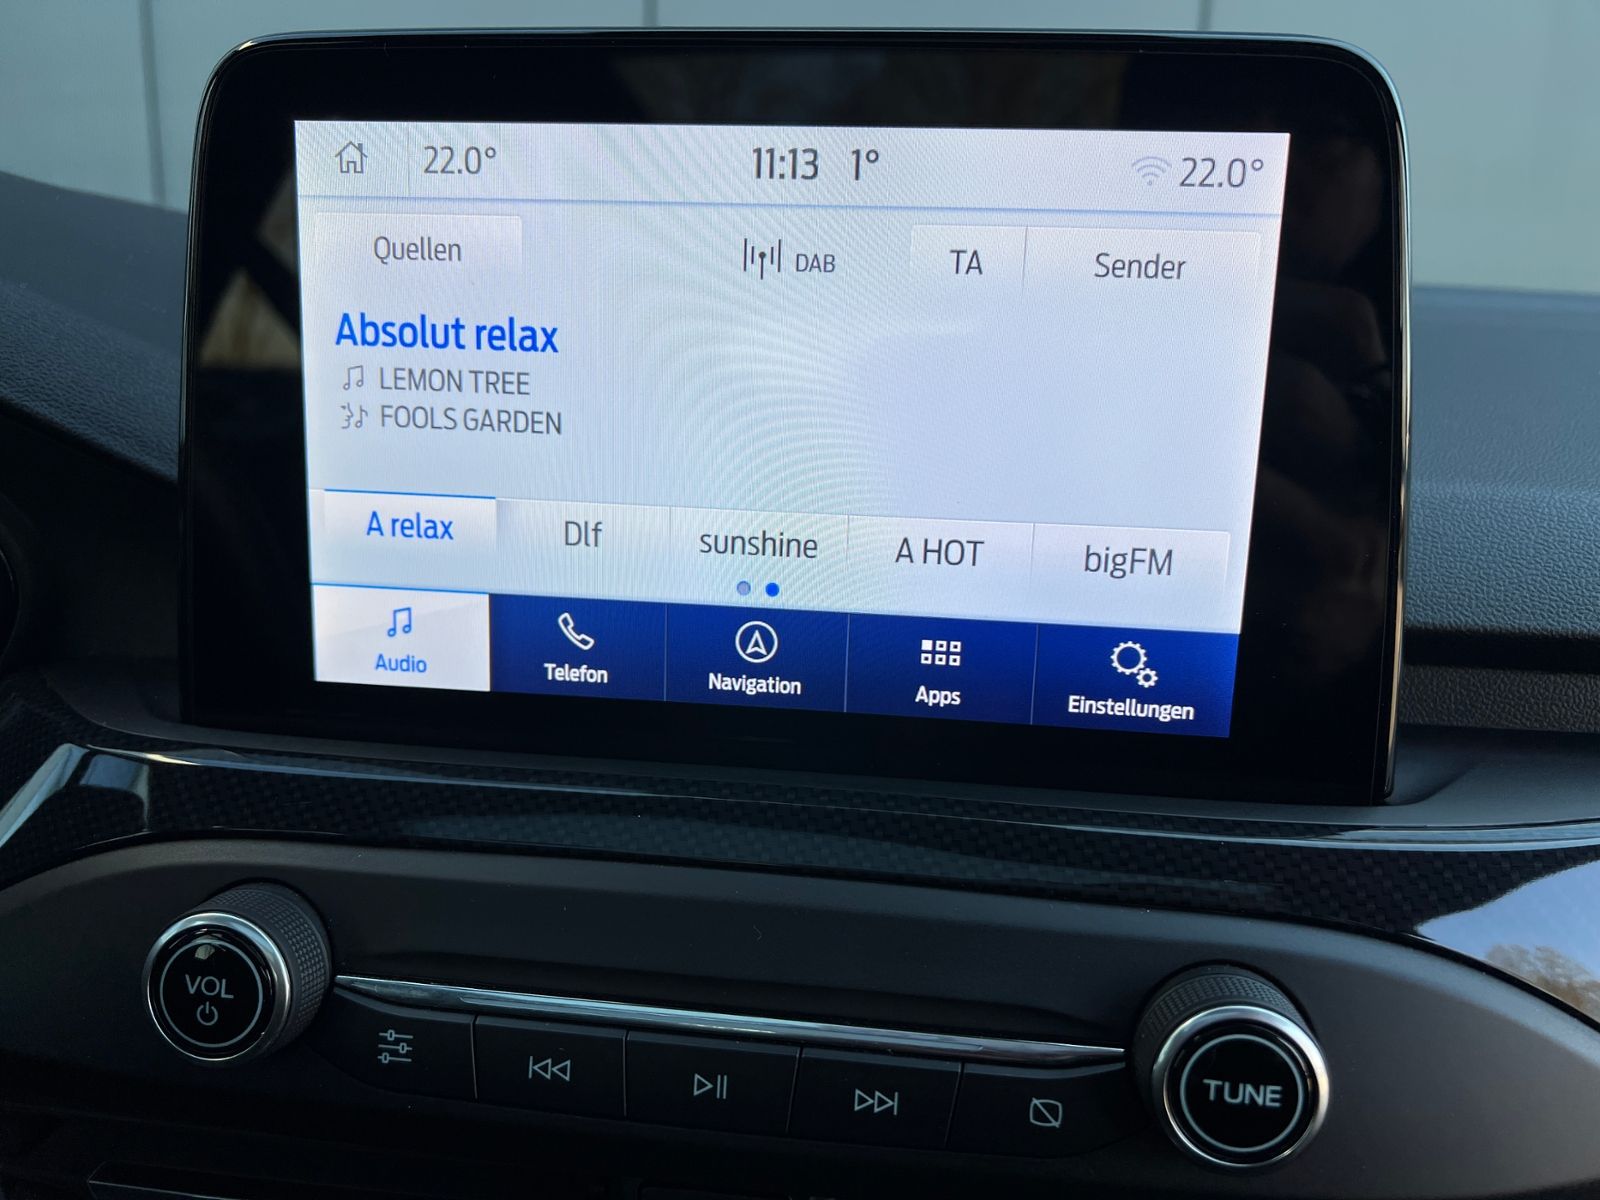 22.0° 11:13 1° 22.0°
Quellen DAB TA Sender
Absolut relax
LEMON TREE
FOOLS GARDEN
A relax Dlf sunshine A HOT bigFM
Audio Telefon Navigation Apps Einstellungen
VOL
TUNE